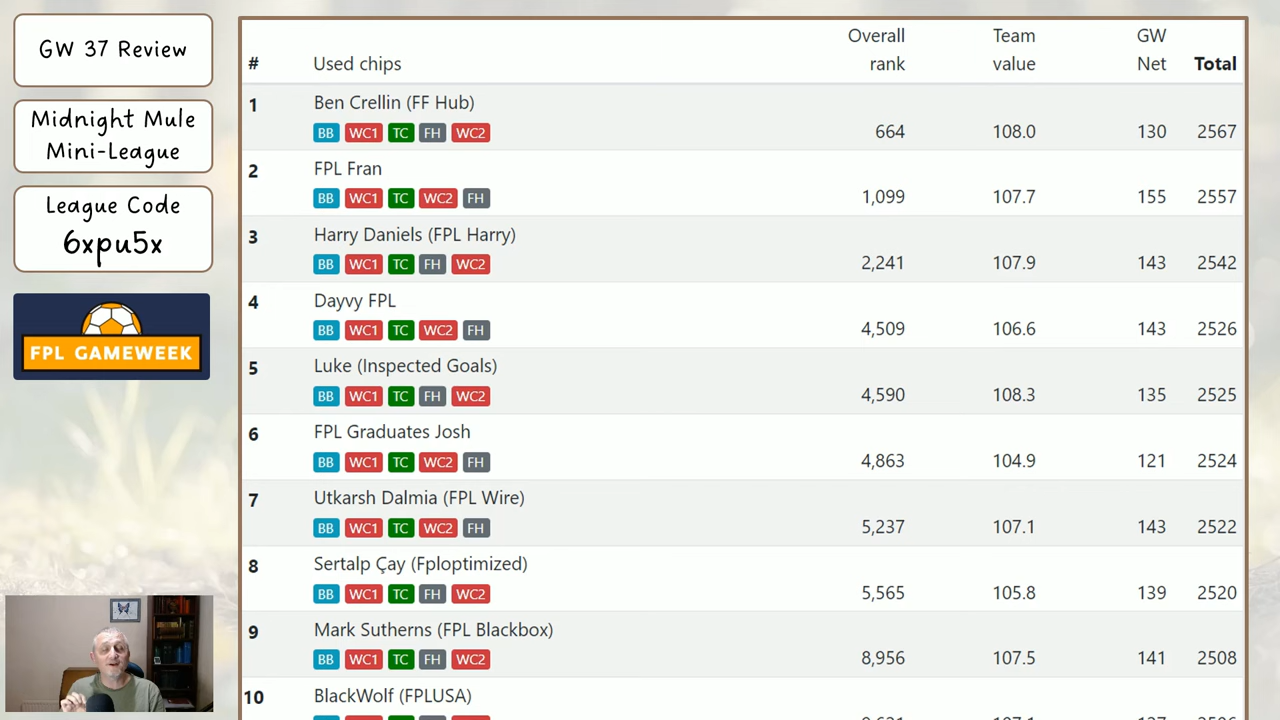 GW 37 Review
Midnight Mule
Mini-League
League Code
6xpu5x
FPL GAMEWEEK
# Used chips Overall rank Team value GW Net Total
1 Ben Crellin (FF Hub)
BB WC1 TC FH WC2 664 108.0 130 2567
2 FPL Fran
BB WC1 TC WC2 FH 1,099 107.7 155 2557
3 Harry Daniels (FPL Harry)
BB WC1 TC FH WC2 2,241 107.9 143 2542
4 Dayvy FPL
BB WC1 TC WC2 FH 4,509 106.6 143 2526
5 Luke (Inspected Goals)
BB WC1 TC FH WC2 4,590 108.3 135 2525
6 FPL Graduates Josh
BB WC1 TC WC2 FH 4,863 104.9 121 2524
7 Utkarsh Dalmia (FPL Wire)
BB WC1 TC WC2 FH 5,237 107.1 143 2522
8 Sertalp Çay (Fploptimized)
BB WC1 TC FH WC2 5,565 105.8 139 2520
9 Mark Sutherns (FPL Blackbox)
BB WC1 TC FH WC2 8,956 107.5 141 2508
10 BlackWolf (FPLUSA)